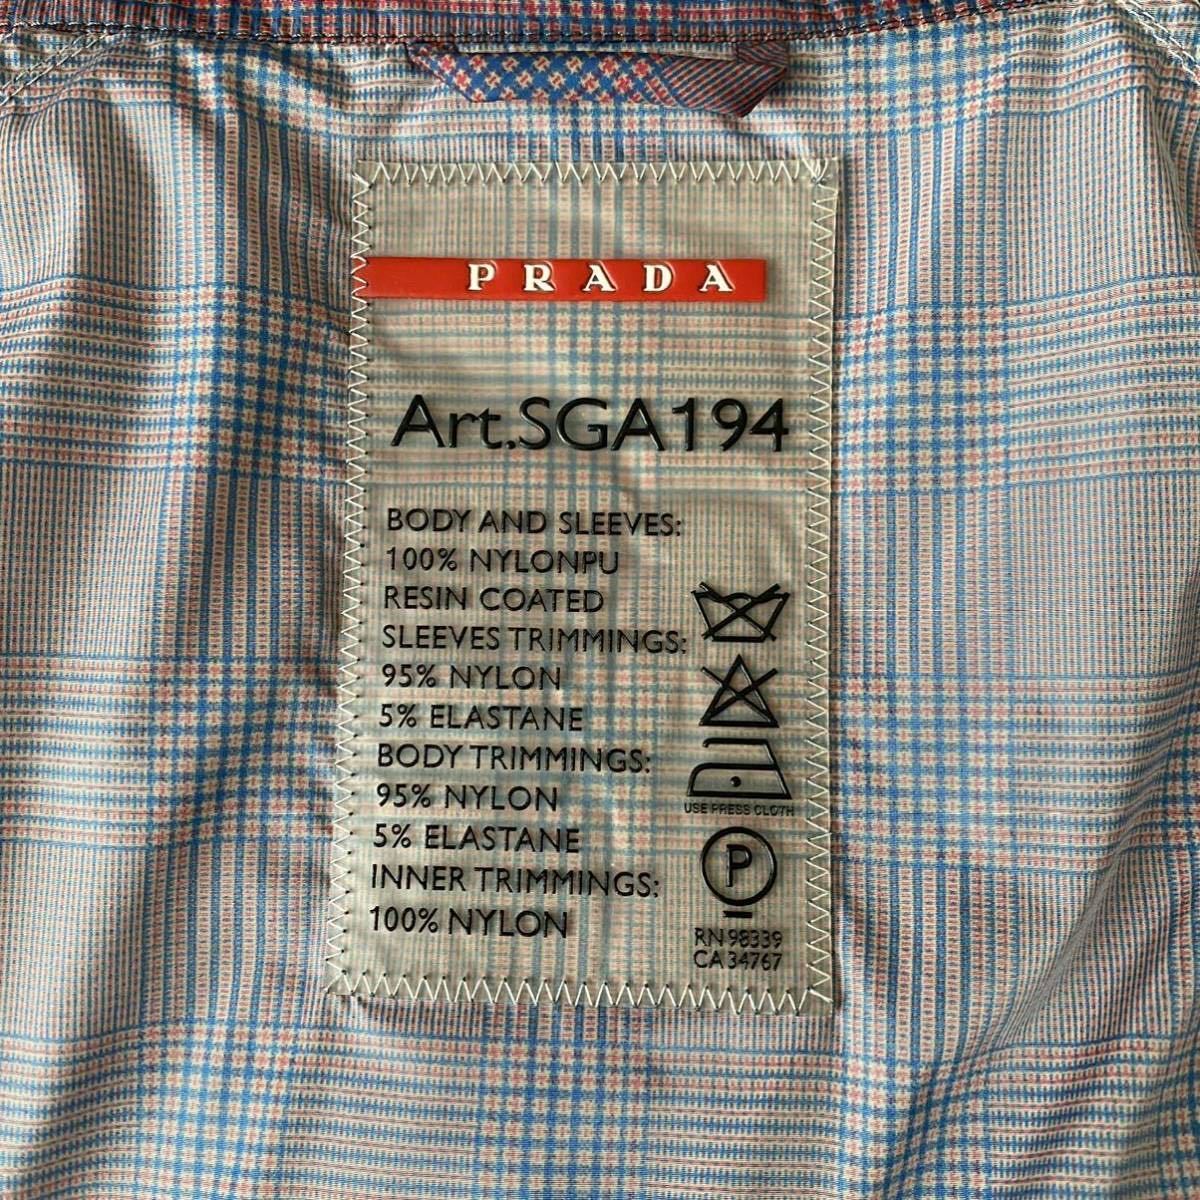 PRADA
Art.SGA194
BODY AND SLEEVES:
100% NYLONPU
RESIN COATED
SLEEVES TRIMMINGS:
95% NYLON
5% ELASTANE
BODY TRIMMINGS:
95% NYLON
5% ELASTANE
INNER TRIMMINGS:
100% NYLON
USE PRESS CLOTH
P
RN 98339
CA 34767